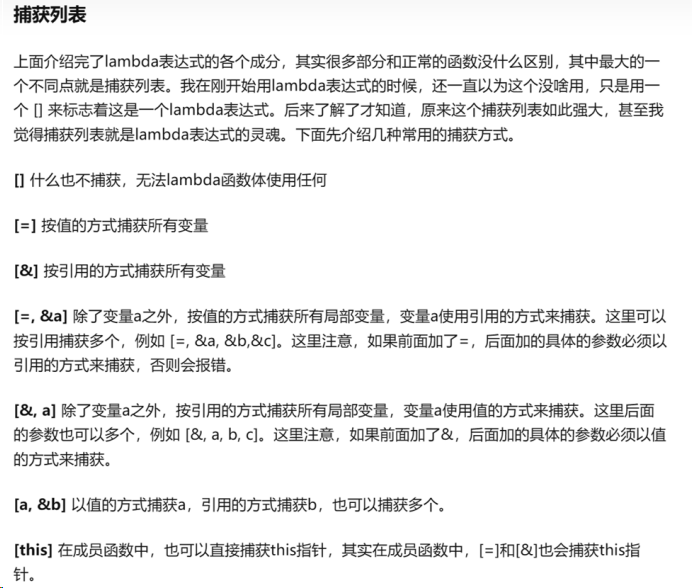 捕获列表
上面介绍完了lambda表达式的各个成分，其实很多部分和正常的函数没什么区别，其中最大的一
个不同点就是捕获列表。我在刚开始用lambda表达式的时候，还一直以为这个没啥用，只是用一
个 [] 来标志着这是一个lambda表达式。后来了解了才知道，原来这个捕获列表如此强大，甚至我
觉得捕获列表就是lambda表达式的灵魂。下面先介绍几种常用的捕获方式。
[] 什么也不捕获，无法lambda函数体使用任何
[=] 按值的方式捕获所有变量
[&] 按引用的方式捕获所有变量
[=, &a] 除了变量a之外，按值的方式捕获所有局部变量，变量a使用引用的方式来捕获。这里可以
按引用捕获多个，例如 [=, &a, &b,&c]。这里注意，如果前面加了=，后面加的具体的参数必须以
引用的方式来捕获，否则会报错。
[&, a] 除了变量a之外，按引用的方式捕获所有局部变量，变量a使用值的方式来捕获。这里后面
的参数也可以多个，例如 [&, a, b, c]。这里注意，如果前面加了&，后面加的具体的参数必须以值
的方式来捕获。
[a, &b] 以值的方式捕获a，引用的方式捕获b，也可以捕获多个。
[this] 在成员函数中，也可以直接捕获this指针，其实在成员函数中，[=]和[&]也会捕获this指
针。